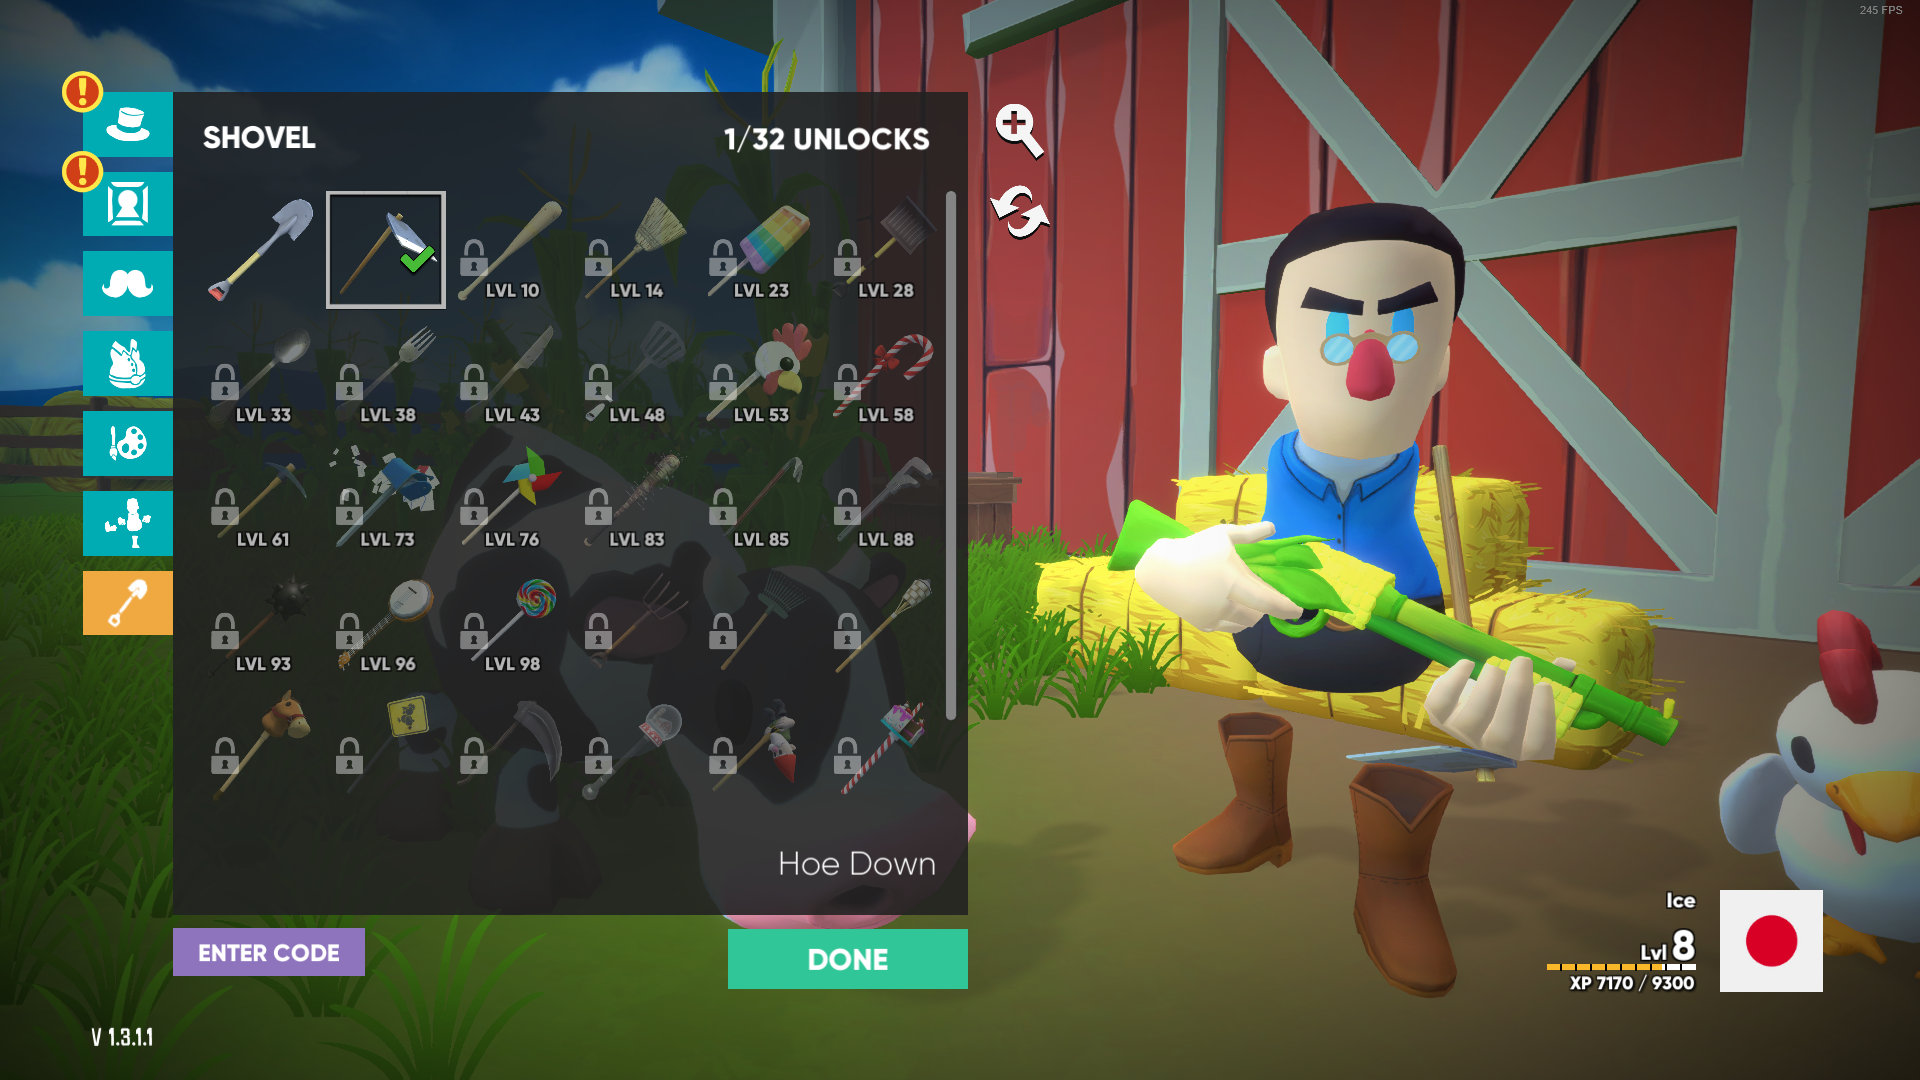 245 FPS
!
!
SHOVEL
1/32 UNLOCKS
LVL 10
LVL 14
LVL 23
LVL 28
LVL 33
LVL 38
LVL 43
LVL 48
LVL 53
LVL 58
LVL 61
LVL 73
LVL 76
LVL 83
LVL 85
LVL 88
LVL 93
LVL 96
LVL 98
Hoe Down
ENTER CODE
DONE
Ice
Lvl 8
XP 7170 / 9300
V 1.3.1.1